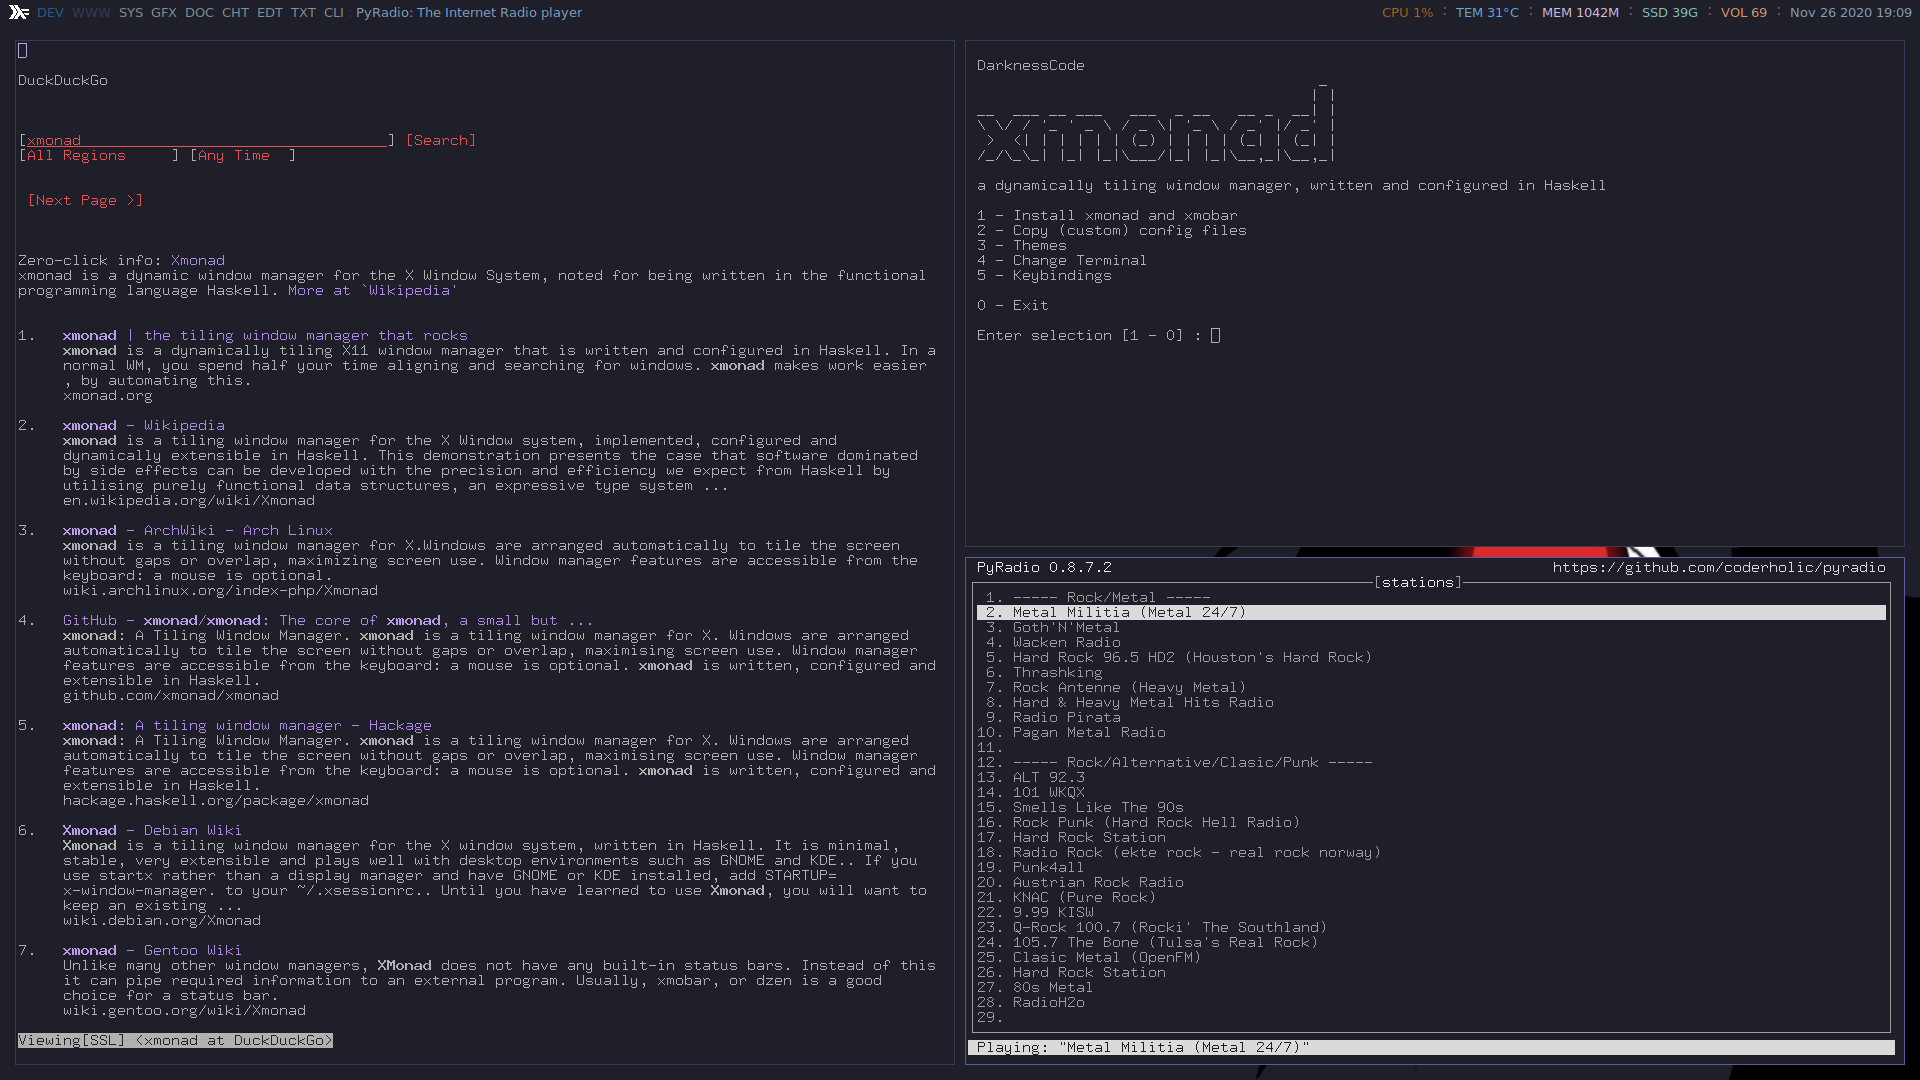 DEV WWW SYS GFX DOC CHT EDT TXT CLI PyRadio: The Internet Radio player
CPU 1% : TEM 31°C : MEM 1042M : SSD 39G : VOL 69 : Nov 26 2020 19:09
DuckDuckGo
[xmonad__________________________________] [Search]
[All Regions     ] [Any Time  ]
[Next Page >]
Zero-click info: Xmonad
xmonad is a dynamic window manager for the X Window System, noted for being written in the functional
programming language Haskell. More at `Wikipedia'
1.   xmonad | the tiling window manager that rocks
xmonad is a dynamically tiling X11 window manager that is written and configured in Haskell. In a
normal WM, you spend half your time aligning and searching for windows. xmonad makes work easier
, by automating this.
xmonad.org
2.   xmonad - Wikipedia
xmonad is a tiling window manager for the X Window system, implemented, configured and
dynamically extensible in Haskell. This demonstration presents the case that software dominated
by side effects can be developed with the precision and efficiency we expect from Haskell by
utilising purely functional data structures, an expressive type system ...
en.wikipedia.org/wiki/Xmonad
3.   xmonad - ArchWiki - Arch Linux
xmonad is a tiling window manager for X.Windows are arranged automatically to tile the screen
without gaps or overlap, maximizing screen use. Window manager features are accessible from the
keyboard: a mouse is optional.
wiki.archlinux.org/index-php/Xmonad
4.   GitHub - xmonad/xmonad: The core of xmonad, a small but ...
xmonad: A Tiling Window Manager. xmonad is a tiling window manager for X. Windows are arranged
automatically to tile the screen without gaps or overlap, maximising screen use. Window manager
features are accessible from the keyboard: a mouse is optional. xmonad is written, configured and
extensible in Haskell.
github.com/xmonad/xmonad
5.   xmonad: A tiling window manager - Hackage
xmonad: A Tiling Window Manager. xmonad is a tiling window manager for X. Windows are arranged
automatically to tile the screen without gaps or overlap, maximising screen use. Window manager
features are accessible from the keyboard: a mouse is optional. xmonad is written, configured and
extensible in Haskell.
hackage.haskell.org/package/xmonad
6.   Xmonad - Debian Wiki
Xmonad is a tiling window manager for the X window system, written in Haskell. It is minimal,
stable, very extensible and plays well with desktop environments such as GNOME and KDE.. If you
use startx rather than a display manager and have GNOME or KDE installed, add STARTUP=
x-window-manager. to your ~/.xsessionrc.. Until you have learned to use Xmonad, you will want to
keep an existing ...
wiki.debian.org/Xmonad
7.   xmonad - Gentoo Wiki
Unlike many other window managers, XMonad does not have any built-in status bars. Instead of this
it can pipe required information to an external program. Usually, xmobar, or dzen is a good
choice for a status bar.
wiki.gentoo.org/wiki/Xmonad
Viewing[SSL] <xmonad at DuckDuckGo>
DarknessCode
xmonad
a dynamically tiling window manager, written and configured in Haskell
1 - Install xmonad and xmobar
2 - Copy (custom) config files
3 - Themes
4 - Change Terminal
5 - Keybindings
0 - Exit
Enter selection [1 - 0] :
PyRadio 0.8.7.2 https://github.com/coderholic/pyradio
[stations]
1. ----- Rock/Metal -----
2. Metal Militia (Metal 24/7)
3. Goth'N'Metal
4. Wacken Radio
5. Hard Rock 96.5 HD2 (Houston's Hard Rock)
6. Thrashking
7. Rock Antenne (Heavy Metal)
8. Hard & Heavy Metal Hits Radio
9. Radio Pirata
10. Pagan Metal Radio
11.
12. ----- Rock/Alternative/Clasic/Punk -----
13. ALT 92.3
14. 101 WKQX
15. Smells Like The 90s
16. Rock Punk (Hard Rock Hell Radio)
17. Hard Rock Station
18. Radio Rock (ekte rock - real rock norway)
19. Punk4all
20. Austrian Rock Radio
21. KNAC (Pure Rock)
22. 9.99 KISW
23. Q-Rock 100.7 (Rocki' The Southland)
24. 105.7 The Bone (Tulsa's Real Rock)
25. Clasic Metal (OpenFM)
26. Hard Rock Station
27. 80s Metal
28. RadioH2o
29.
Playing: "Metal Militia (Metal 24/7)"